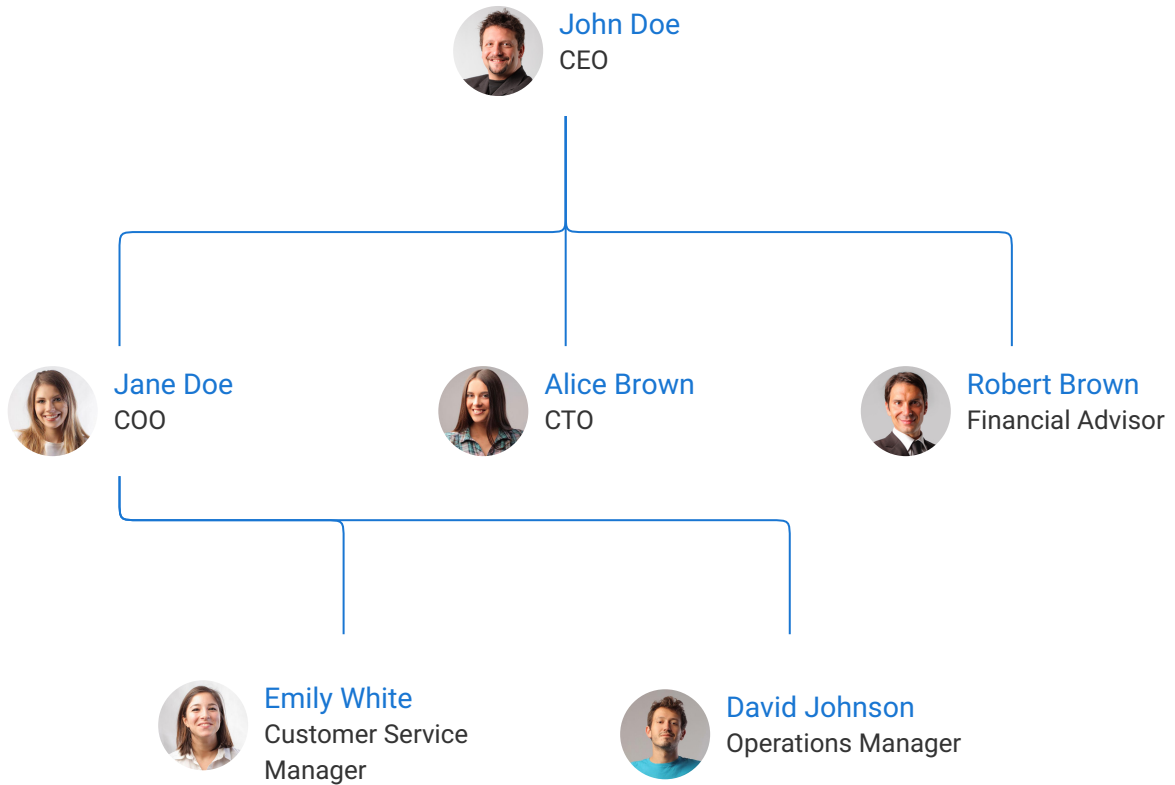 John Doe
CEO
Jane Doe
COO
Alice Brown
CTO
Robert Brown
Financial Advisor
Emily White
Customer Service
Manager
David Johnson
Operations Manager